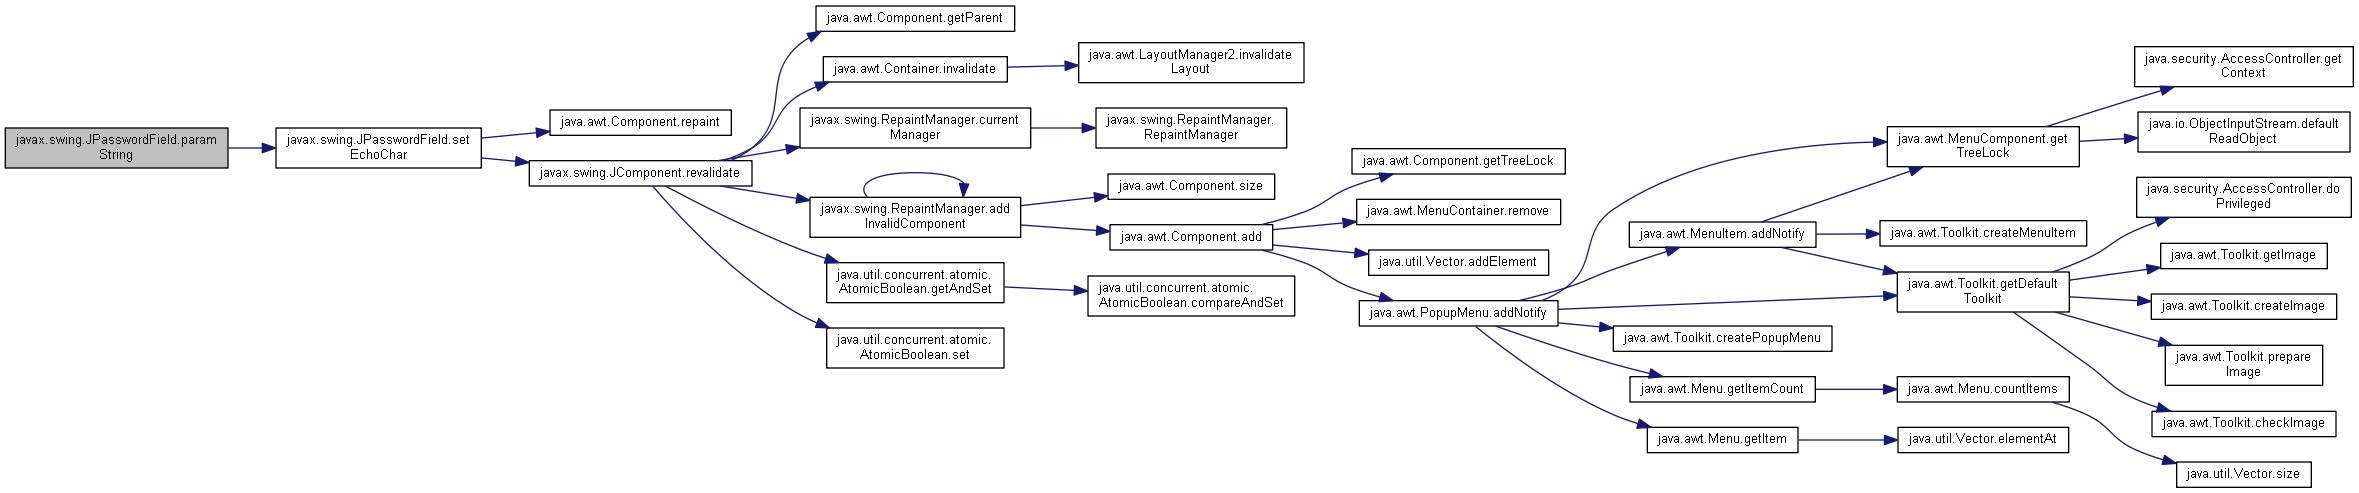 javax.swing.JPasswordField.param
String
javax.swing.JPasswordField.set
EchoChar
java.awt.Component.repaint
javax.swing.JComponent.revalidate
java.awt.Component.getParent
java.awt.Container.invalidate
javax.swing.RepaintManager.current
Manager
javax.swing.RepaintManager.add
InvalidComponent
java.util.concurrent.atomic.
AtomicBoolean.getAndSet
java.util.concurrent.atomic.
AtomicBoolean.set
java.awt.LayoutManager2.invalidate
Layout
javax.swing.RepaintManager.
RepaintManager
java.awt.Component.size
java.awt.Component.add
java.util.concurrent.atomic.
AtomicBoolean.compareAndSet
java.awt.Component.getTreeLock
java.awt.MenuContainer.remove
java.util.Vector.addElement
java.awt.PopupMenu.addNotify
java.awt.MenuItem.addNotify
java.awt.Toolkit.createPopupMenu
java.awt.Menu.getItemCount
java.awt.Menu.getItem
java.awt.MenuComponent.get
TreeLock
java.awt.Toolkit.createMenuItem
java.awt.Toolkit.getDefault
Toolkit
java.awt.Menu.countItems
java.util.Vector.elementAt
java.security.AccessController.get
Context
java.io.ObjectInputStream.default
ReadObject
java.security.AccessController.do
Privileged
java.awt.Toolkit.getImage
java.awt.Toolkit.createImage
java.awt.Toolkit.prepare
Image
java.awt.Toolkit.checkImage
java.util.Vector.size